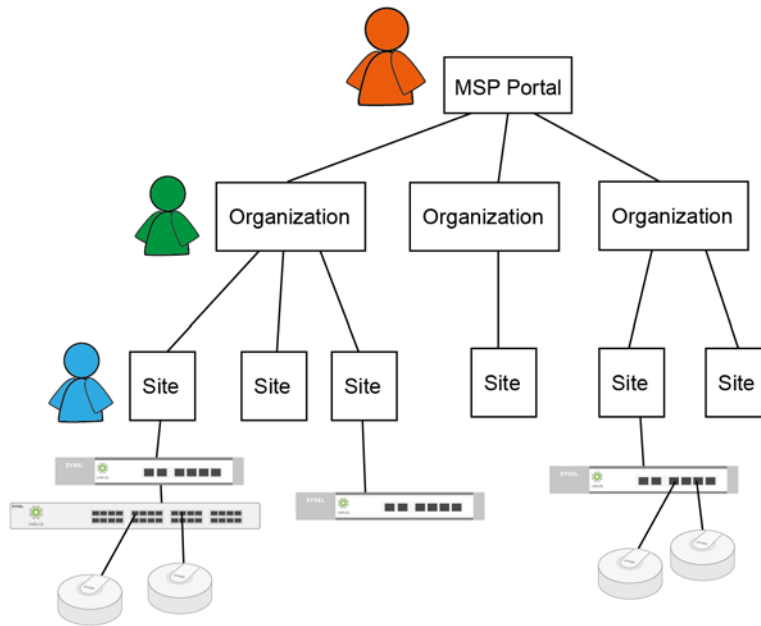 MSP Portal
Organization
Organization
Organization
Site
Site
Site
Site
Site
Site
ZYXEL
ZYXEL
ZYXEL
ZYXEL